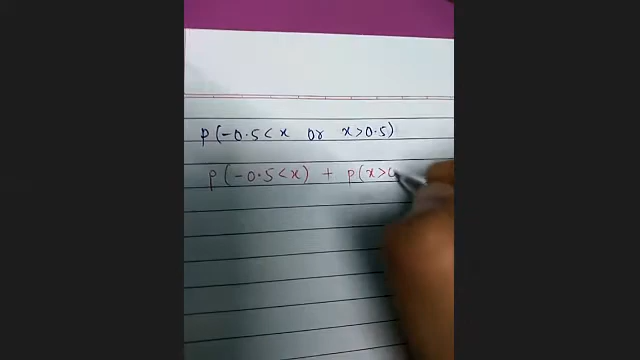 P(-0.5 < x or x > 0.5)
P(-0.5 < x) + P(x > 0